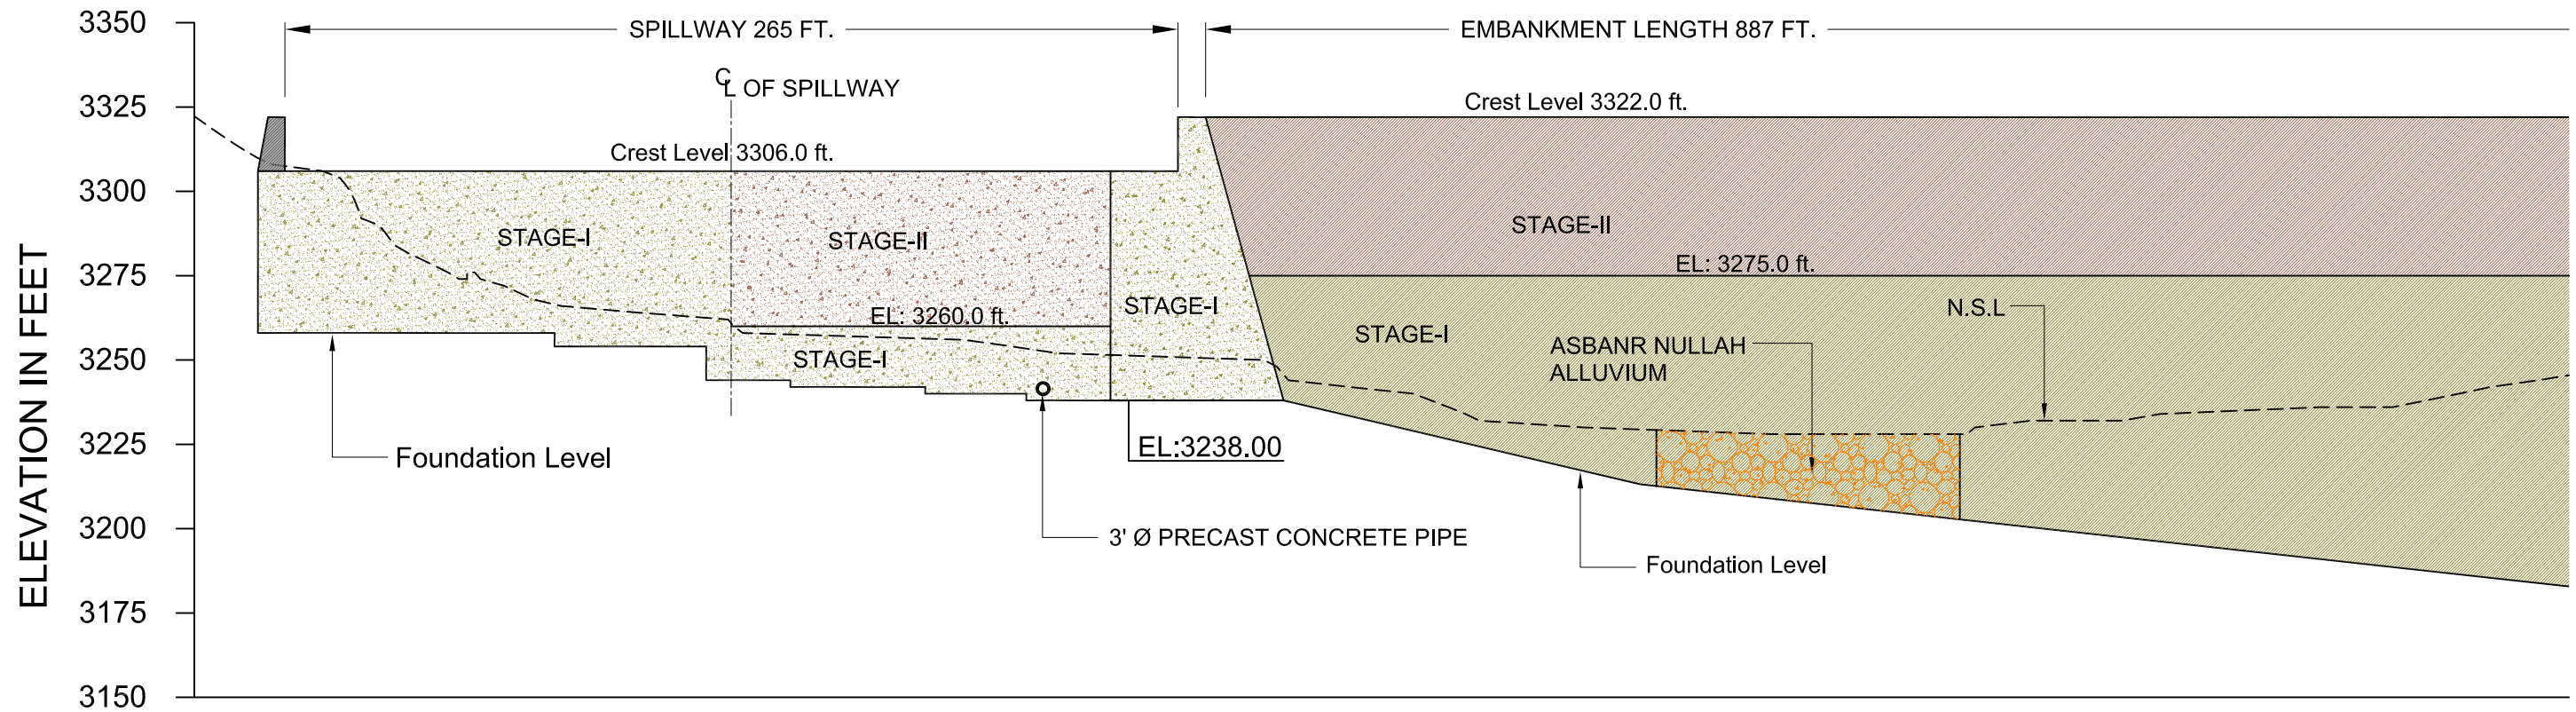 3350
SPILLWAY 265 FT.
EMBANKMENT LENGTH 887 FT.
CL OF SPILLWAY
3325
Crest Level 3322.0 ft.
Crest Level 3306.0 ft.
3300
STAGE-I
STAGE-II
STAGE-II
3275
EL: 3275.0 ft.
STAGE-I
N.S.L
EL: 3260.0 ft.
STAGE-I
ASBANR NULLAH
ALLUVIUM
3250
STAGE-I
ELEVATION IN FEET
Foundation Level
EL:3238.00
3225
3200
3' Ø PRECAST CONCRETE PIPE
Foundation Level
3175
3150